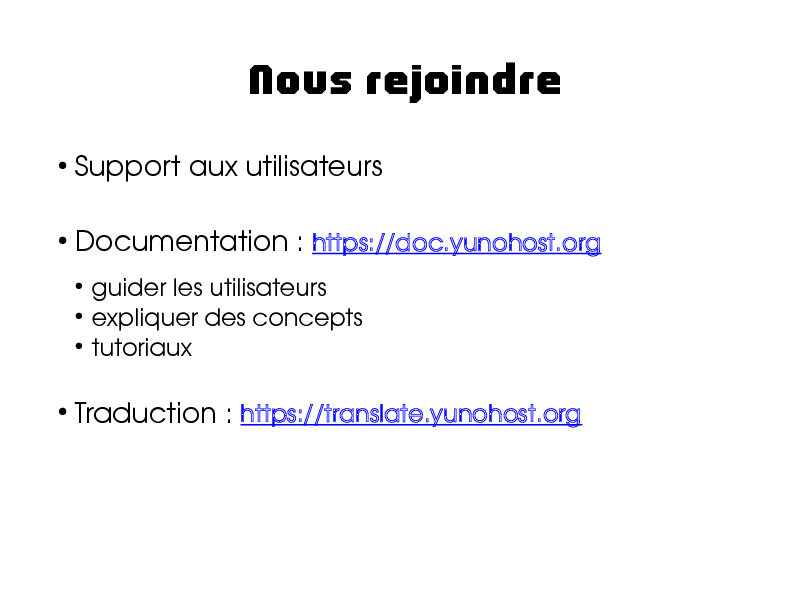 Nous rejoindre
• Support aux utilisateurs
• Documentation : https://doc.yunohost.org
• guider les utilisateurs
• expliquer des concepts
• tutoriaux
• Traduction : https://translate.yunohost.org